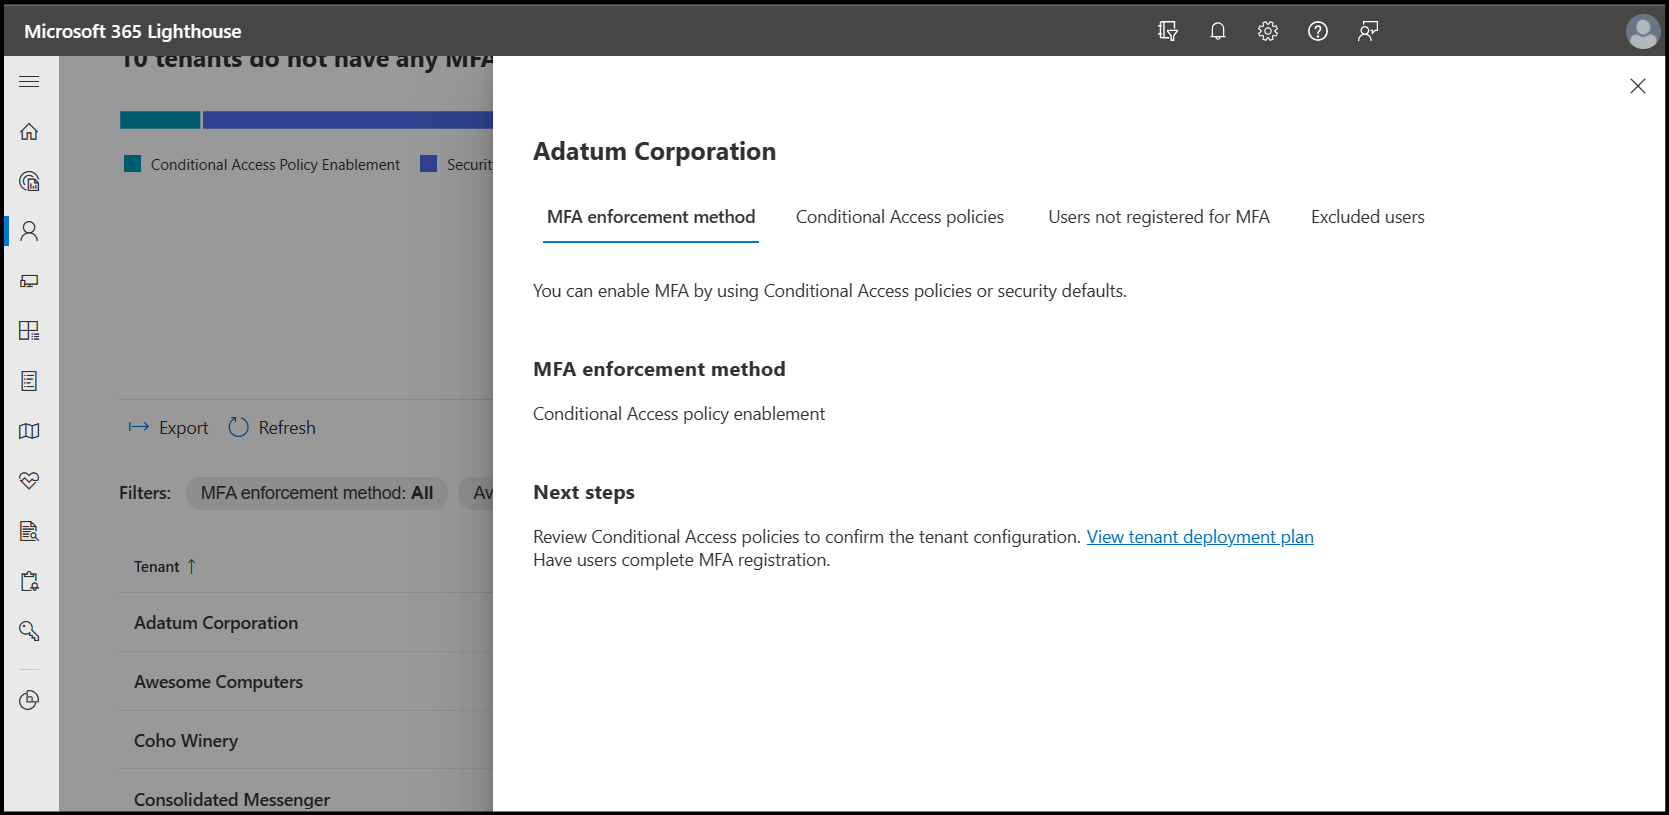 Microsoft 365 Lighthouse
10 tenants do not have any MFA
Conditional Access Policy Enablement
Securit
Export
Refresh
Filters:
MFA enforcement method: All
Av
Tenant ↑
Adatum Corporation
Awesome Computers
Coho Winery
Consolidated Messenger
Adatum Corporation
MFA enforcement method
Conditional Access policies
Users not registered for MFA
Excluded users
You can enable MFA by using Conditional Access policies or security defaults.
MFA enforcement method
Conditional Access policy enablement
Next steps
Review Conditional Access policies to confirm the tenant configuration. View tenant deployment plan
Have users complete MFA registration.